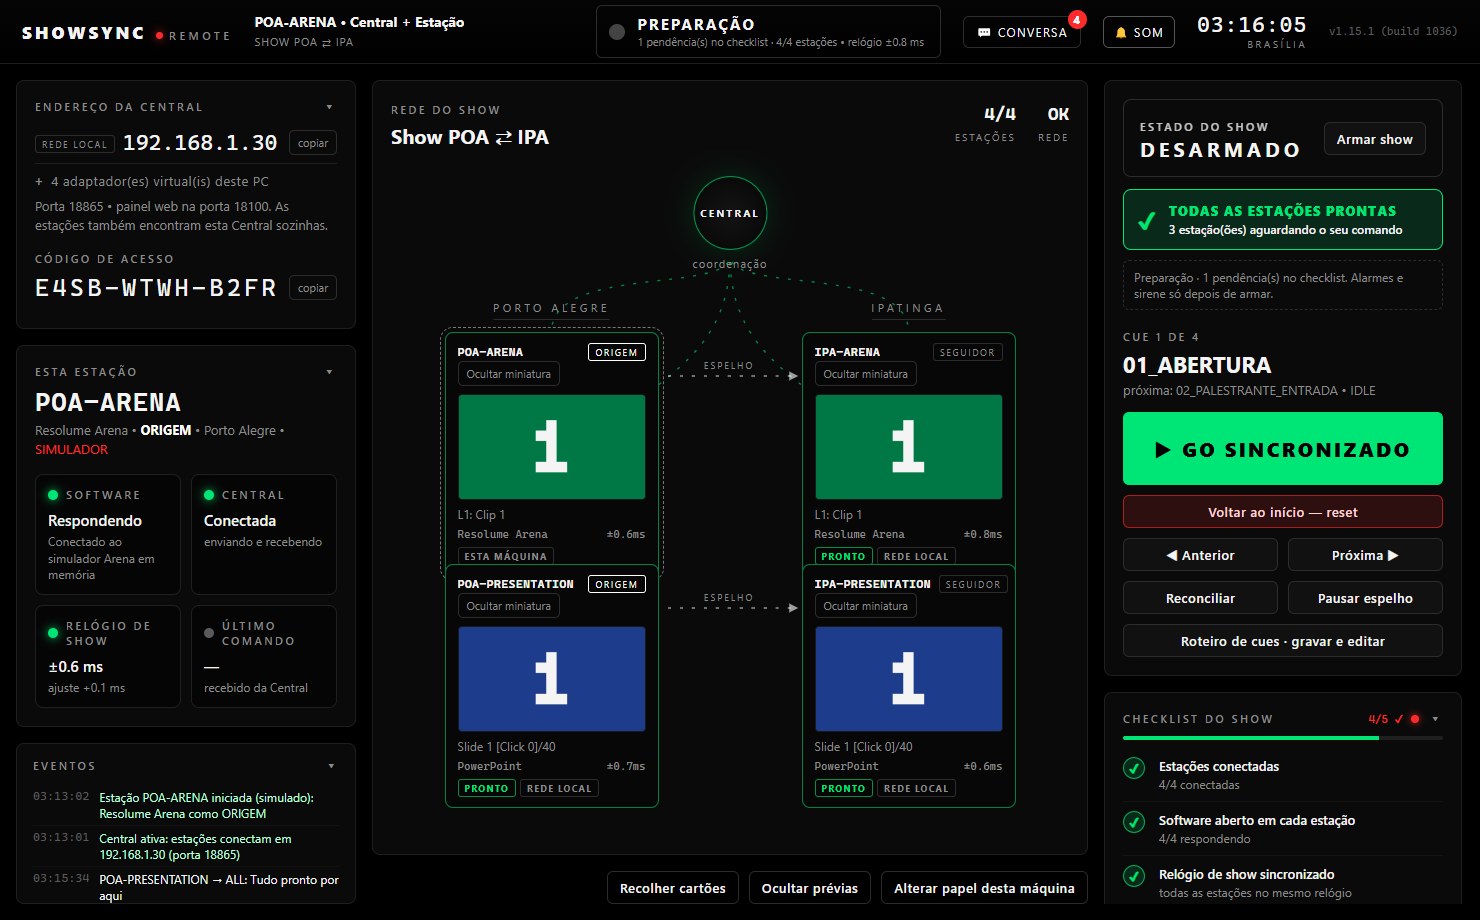 SHOWSYNC REMOTE
POA-ARENA • Central + Estação
SHOW POA ⇄ IPA
PREPARAÇÃO
1 pendência(s) no checklist · 4/4 estações • relógio ±0.8 ms
CONVERSA
4
SOM
03:16:05
BRASÍLIA
v1.15.1 (build 1036)
ENDEREÇO DA CENTRAL
REDE LOCAL 192.168.1.30 copiar
+ 4 adaptador(es) virtual(is) deste PC
Porta 18865 • painel web na porta 18100. As
estações também encontram esta Central sozinhas.
CÓDIGO DE ACESSO
E4SB-WTWH-B2FR copiar
ESTA ESTAÇÃO
POA-ARENA
Resolume Arena • ORIGEM • Porto Alegre •
SIMULADOR
SOFTWARE
Respondendo
Conectado ao
simulador Arena em
memória
CENTRAL
Conectada
enviando e recebendo
RELÓGIO DE
SHOW
±0.6 ms
ajuste +0.1 ms
ÚLTIMO
COMANDO
—
recebido da Central
EVENTOS
03:13:02 Estação POA-ARENA iniciada (simulado):
Resolume Arena como ORIGEM
03:13:01 Central ativa: estações conectam em
192.168.1.30 (porta 18865)
03:15:34 POA-PRESENTATION → ALL: Tudo pronto por
aqui
REDE DO SHOW
Show POA ⇄ IPA
4/4
ESTAÇÕES
OK
REDE
CENTRAL
coordenação
PORTO ALEGRE
IPATINGA
POA-ARENA ORIGEM
Ocultar miniatura
1
L1: Clip 1
Resolume Arena ±0.6ms
ESTA MÁQUINA
ESPELHO
IPA-ARENA SEGUIDOR
Ocultar miniatura
1
L1: Clip 1
Resolume Arena ±0.8ms
PRONTO REDE LOCAL
POA-PRESENTATION ORIGEM
Ocultar miniatura
1
Slide 1 [Click 0]/40
PowerPoint ±0.7ms
PRONTO REDE LOCAL
ESPELHO
IPA-PRESENTATION SEGUIDOR
Ocultar miniatura
1
Slide 1 [Click 0]/40
PowerPoint ±0.6ms
PRONTO REDE LOCAL
Recolher cartões
Ocultar prévias
Alterar papel desta máquina
ESTADO DO SHOW
DESARMADO
Armar show
TODAS AS ESTAÇÕES PRONTAS
3 estação(ões) aguardando o seu comando
Preparação · 1 pendência(s) no checklist. Alarmes e
sirene só depois de armar.
CUE 1 DE 4
01_ABERTURA
próxima: 02_PALESTRANTE_ENTRADA • IDLE
▶ GO SINCRONIZADO
Voltar ao início — reset
◀ Anterior
Próxima ▶
Reconciliar
Pausar espelho
Roteiro de cues · gravar e editar
CHECKLIST DO SHOW 4/5 ✓
Estações conectadas
4/4 conectadas
Software aberto em cada estação
4/4 respondendo
Relógio de show sincronizado
todas as estações no mesmo relógio